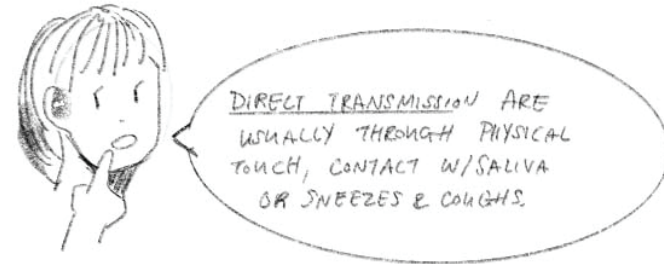 DIRECT TRANSMISSION ARE
USUALLY THROUGH PHYSICAL
TOUCH, CONTACT W/SALIVA
OR SNEEZES & COUGHS.